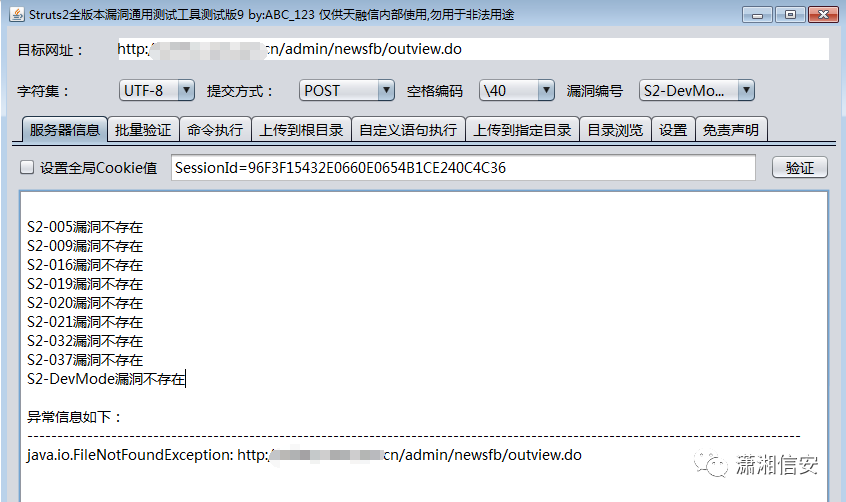 Struts2全版本漏洞通用测试工具测试版9 by:ABC_123 仅供天融信内部使用,勿用于非法用途
目标网址： http: cn/admin/newsfb/outview.do
字符集： UTF-8 提交方式： POST 空格编码 \40 漏洞编号 S2-DevMo...
服务器信息 批量验证 命令执行 上传到根目录 自定义语句执行 上传到指定目录 目录浏览 设置 免责声明
设置全局Cookie值 SessionId=96F3F15432E0660E0654B1CE240C4C36 验证
S2-005漏洞不存在
S2-009漏洞不存在
S2-016漏洞不存在
S2-019漏洞不存在
S2-020漏洞不存在
S2-021漏洞不存在
S2-032漏洞不存在
S2-037漏洞不存在
S2-DevMode漏洞不存在
异常信息如下：
--------------------------------------------------------------------------------
java.io.FileNotFoundException: http: cn/admin/newsfb/outview.do
潇湘信安